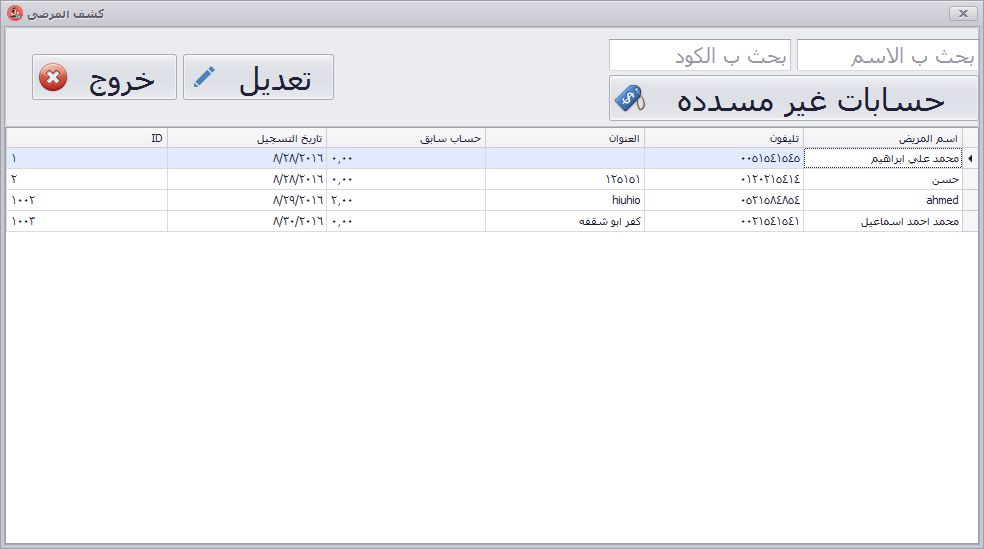 كشف المرضى
بحث ب الاسم بحث ب الكود
حسابات غير مسدده تعديل خروج
اسم المريض تليفون العنوان حساب سابق تاريخ التسجيل ID
محمد علي ابراهيم ٠٠٥١٥٤١٥٤٥ ٠,٠٠ ٨/٢٨/٢٠١٦ ١
حسن ٠١٢٠٢١٥٤١٤ ١٢٥١٥١ ٠,٠٠ ٨/٢٨/٢٠١٦ ٢
ahmed ٠٥٢١٥٨٤٨٥٤ hiuhio ٢,٠٠ ٨/٢٩/٢٠١٦ ١٠٠٢
محمد احمد اسماعيل ٠٠٢١٥٤١٥٤١ كفر ابو شقفه ٠,٠٠ ٨/٣٠/٢٠١٦ ١٠٠٣